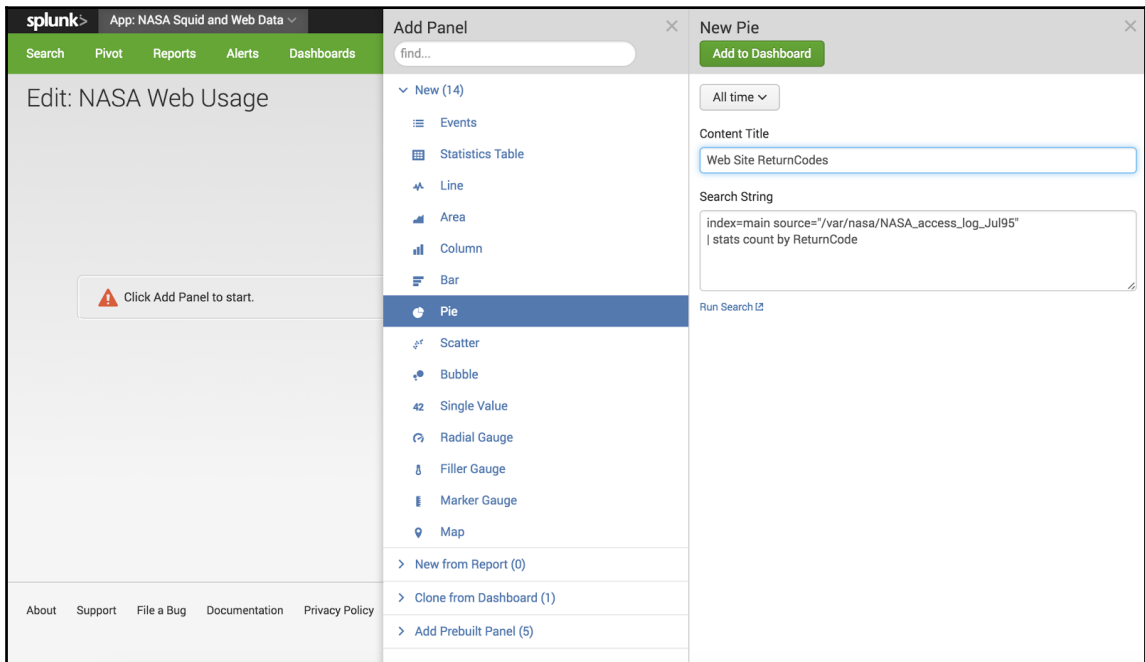 splunk> App: NASA Squid and Web Data
Search Pivot Reports Alerts Dashboards
Edit: NASA Web Usage
Click Add Panel to start.
About Support File a Bug Documentation Privacy Policy
Add Panel
find...
New (14)
Events
Statistics Table
Line
Area
Column
Bar
Pie
Scatter
Bubble
42 Single Value
Radial Gauge
Filler Gauge
Marker Gauge
Map
New from Report (0)
Clone from Dashboard (1)
Add Prebuilt Panel (5)
New Pie
Add to Dashboard
All time
Content Title
Web Site ReturnCodes
Search String
index=main source="/var/nasa/NASA_access_log_Jul95"
| stats count by ReturnCode
Run Search